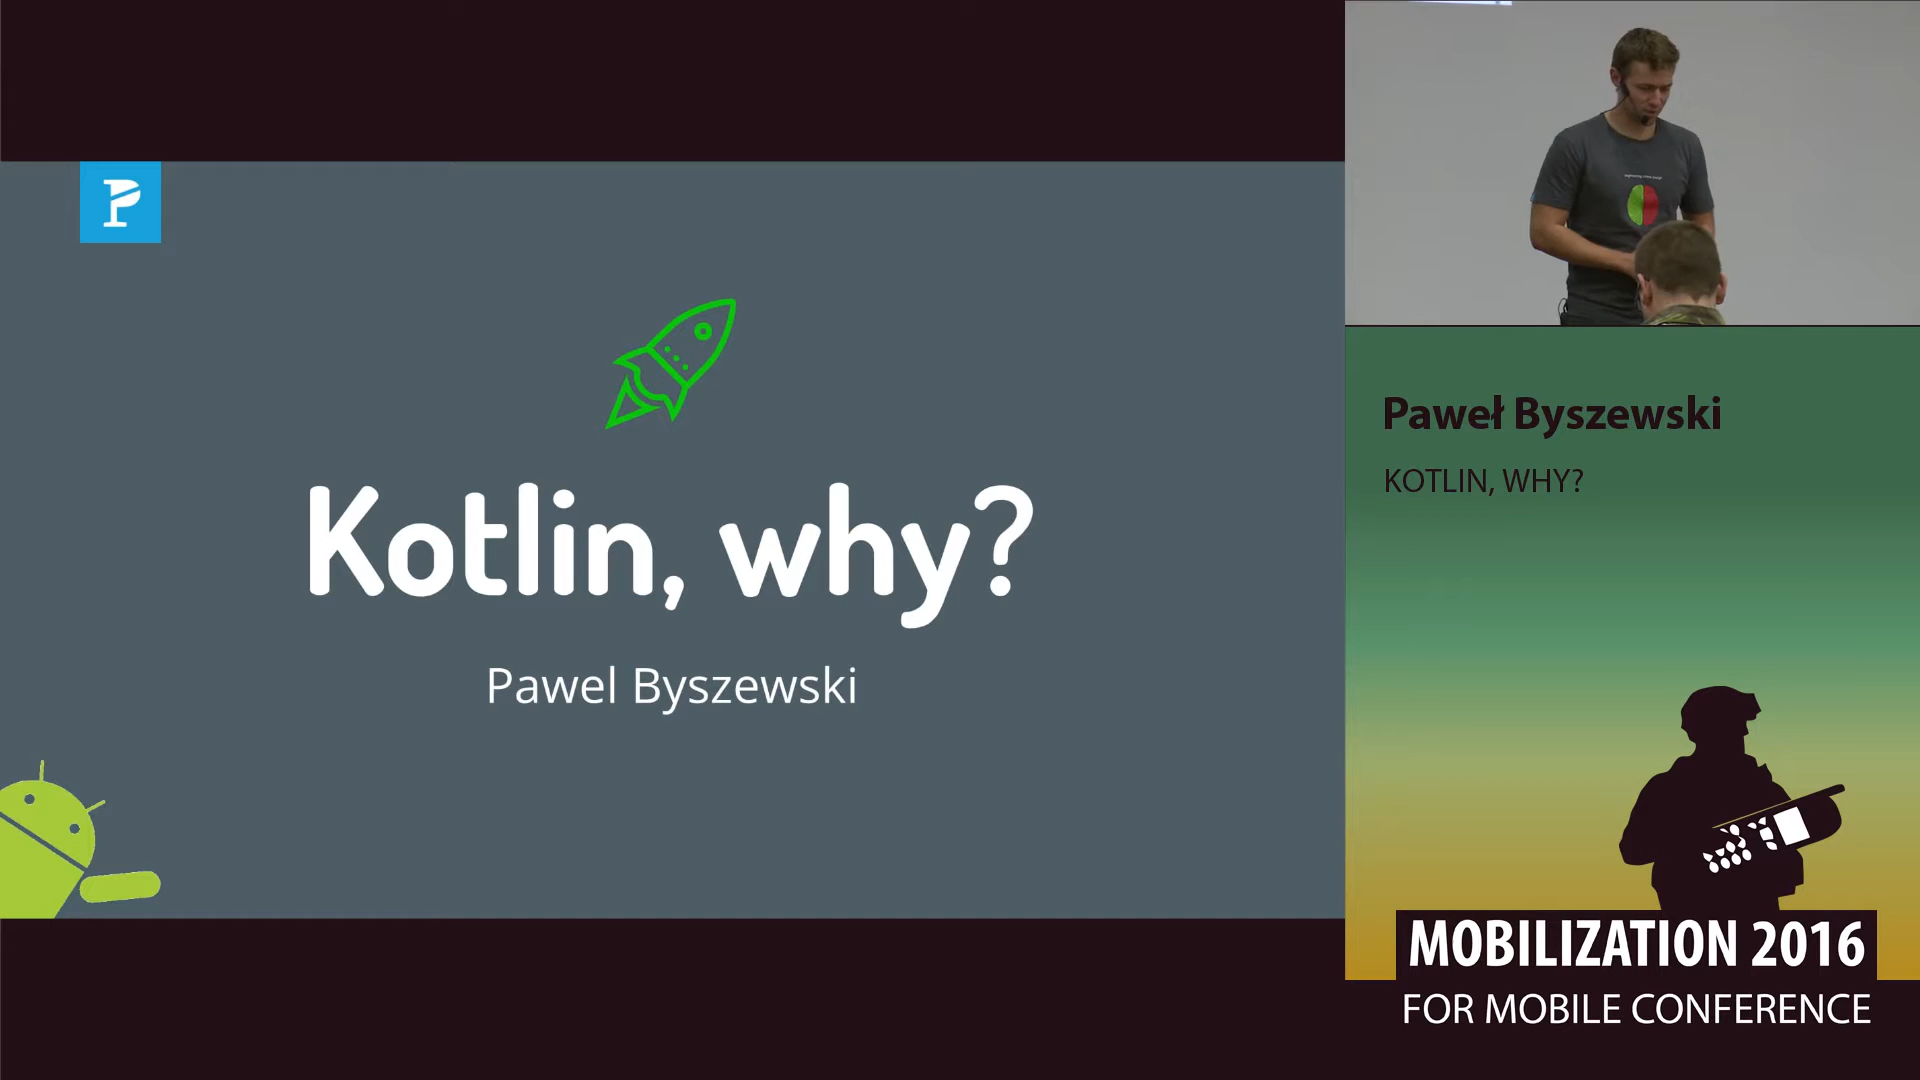 P
Kotlin, why?
Pawel Byszewski
Paweł Byszewski
KOTLIN, WHY?
MOBILIZATION 2016
FOR MOBILE CONFERENCE